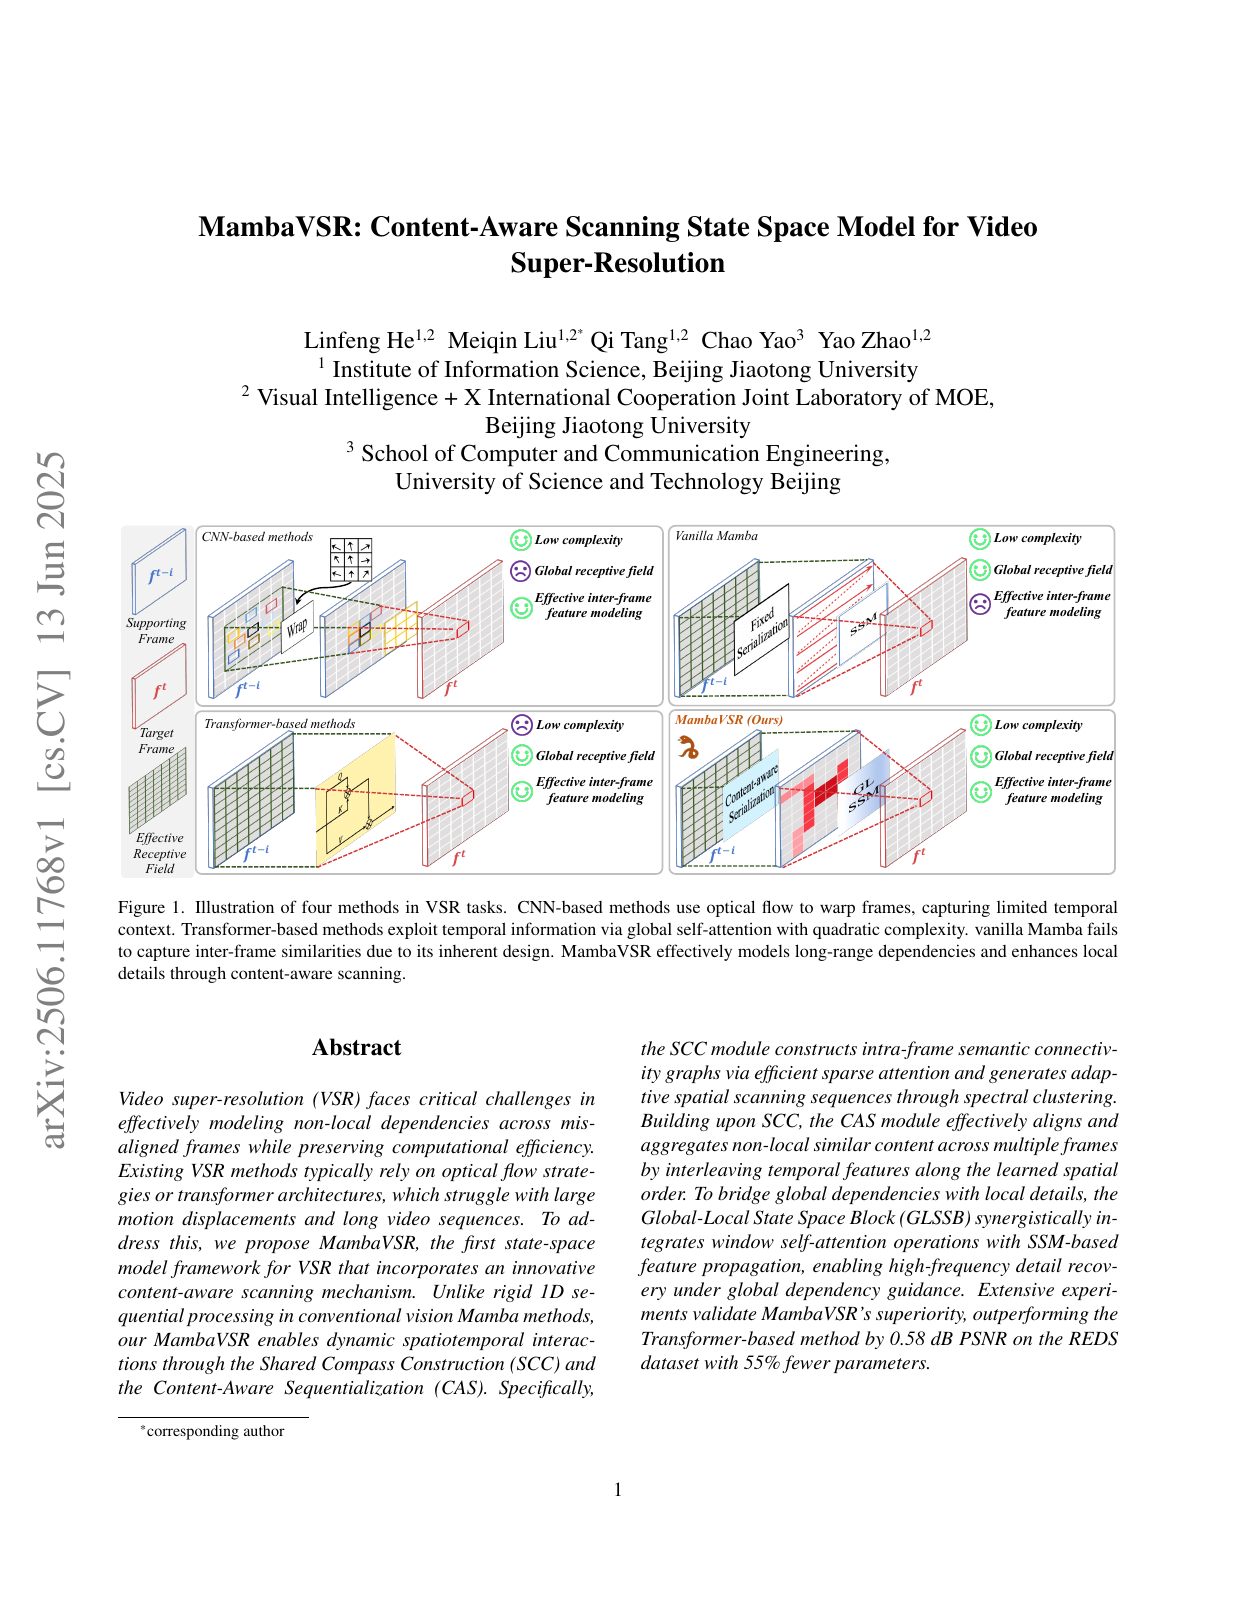 MambaVSR: Content-Aware Scanning State Space Model for Video
Super-Resolution
Linfeng He1,2 Meiqin Liu1,2* Qi Tang1,2 Chao Yao3 Yao Zhao1,2
1 Institute of Information Science, Beijing Jiaotong University
2 Visual Intelligence + X International Cooperation Joint Laboratory of MOE,
Beijing Jiaotong University
3 School of Computer and Communication Engineering,
University of Science and Technology Beijing
arXiv:2506.11768v1 [cs.CV] 13 Jun 2025
f^{t-i}
Supporting
Frame
f^t
Target
Frame
Effective
Receptive
Field
CNN-based methods
Wrap
f^{t-i}
f^t
Low complexity
Global receptive field
Effective inter-frame
feature modeling
Vanilla Mamba
Fixed
Serialization
SSM
f^{t-i}
f^t
Low complexity
Global receptive field
Effective inter-frame
feature modeling
Transformer-based methods
Q
K
V
f^{t-i}
f^t
Low complexity
Global receptive field
Effective inter-frame
feature modeling
MambaVSR (Ours)
Content-aware
Serialization
GL
SSM
f^{t-i}
f^t
Low complexity
Global receptive field
Effective inter-frame
feature modeling
Figure 1. Illustration of four methods in VSR tasks. CNN-based methods use optical flow to warp frames, capturing limited temporal
context. Transformer-based methods exploit temporal information via global self-attention with quadratic complexity. vanilla Mamba fails
to capture inter-frame similarities due to its inherent design. MambaVSR effectively models long-range dependencies and enhances local
details through content-aware scanning.
Abstract
Video super-resolution (VSR) faces critical challenges in
effectively modeling non-local dependencies across mis-
aligned frames while preserving computational efficiency.
Existing VSR methods typically rely on optical flow strate-
gies or transformer architectures, which struggle with large
motion displacements and long video sequences. To ad-
dress this, we propose MambaVSR, the first state-space
model framework for VSR that incorporates an innovative
content-aware scanning mechanism. Unlike rigid 1D se-
quential processing in conventional vision Mamba methods,
our MambaVSR enables dynamic spatiotemporal interac-
tions through the Shared Compass Construction (SCC) and
the Content-Aware Sequentialization (CAS). Specifically,
the SCC module constructs intra-frame semantic connectiv-
ity graphs via efficient sparse attention and generates adap-
tive spatial scanning sequences through spectral clustering.
Building upon SCC, the CAS module effectively aligns and
aggregates non-local similar content across multiple frames
by interleaving temporal features along the learned spatial
order. To bridge global dependencies with local details, the
Global-Local State Space Block (GLSSB) synergistically in-
tegrates window self-attention operations with SSM-based
feature propagation, enabling high-frequency detail recov-
ery under global dependency guidance. Extensive experi-
ments validate MambaVSR's superiority, outperforming the
Transformer-based method by 0.58 dB PSNR on the REDS
dataset with 55% fewer parameters.
*corresponding author
1